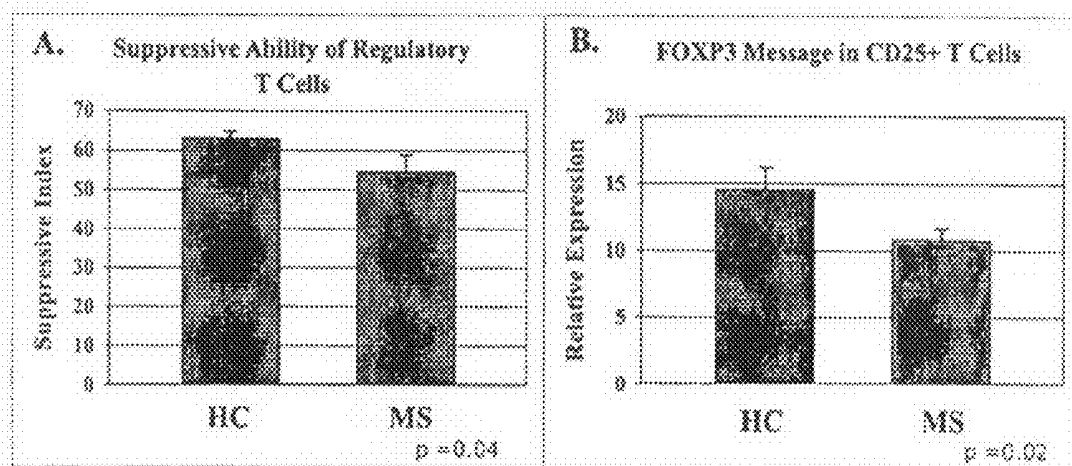 A.
Suppressive Ability of Regulatory
T Cells
Suppressive Index
70
60
50
40
30
20
10
0
HC
MS
p =0.04
B.
FOXP3 Message in CD25+ T Cells
Relative Expression
20
15
10
5
0
HC
MS
p =0.02